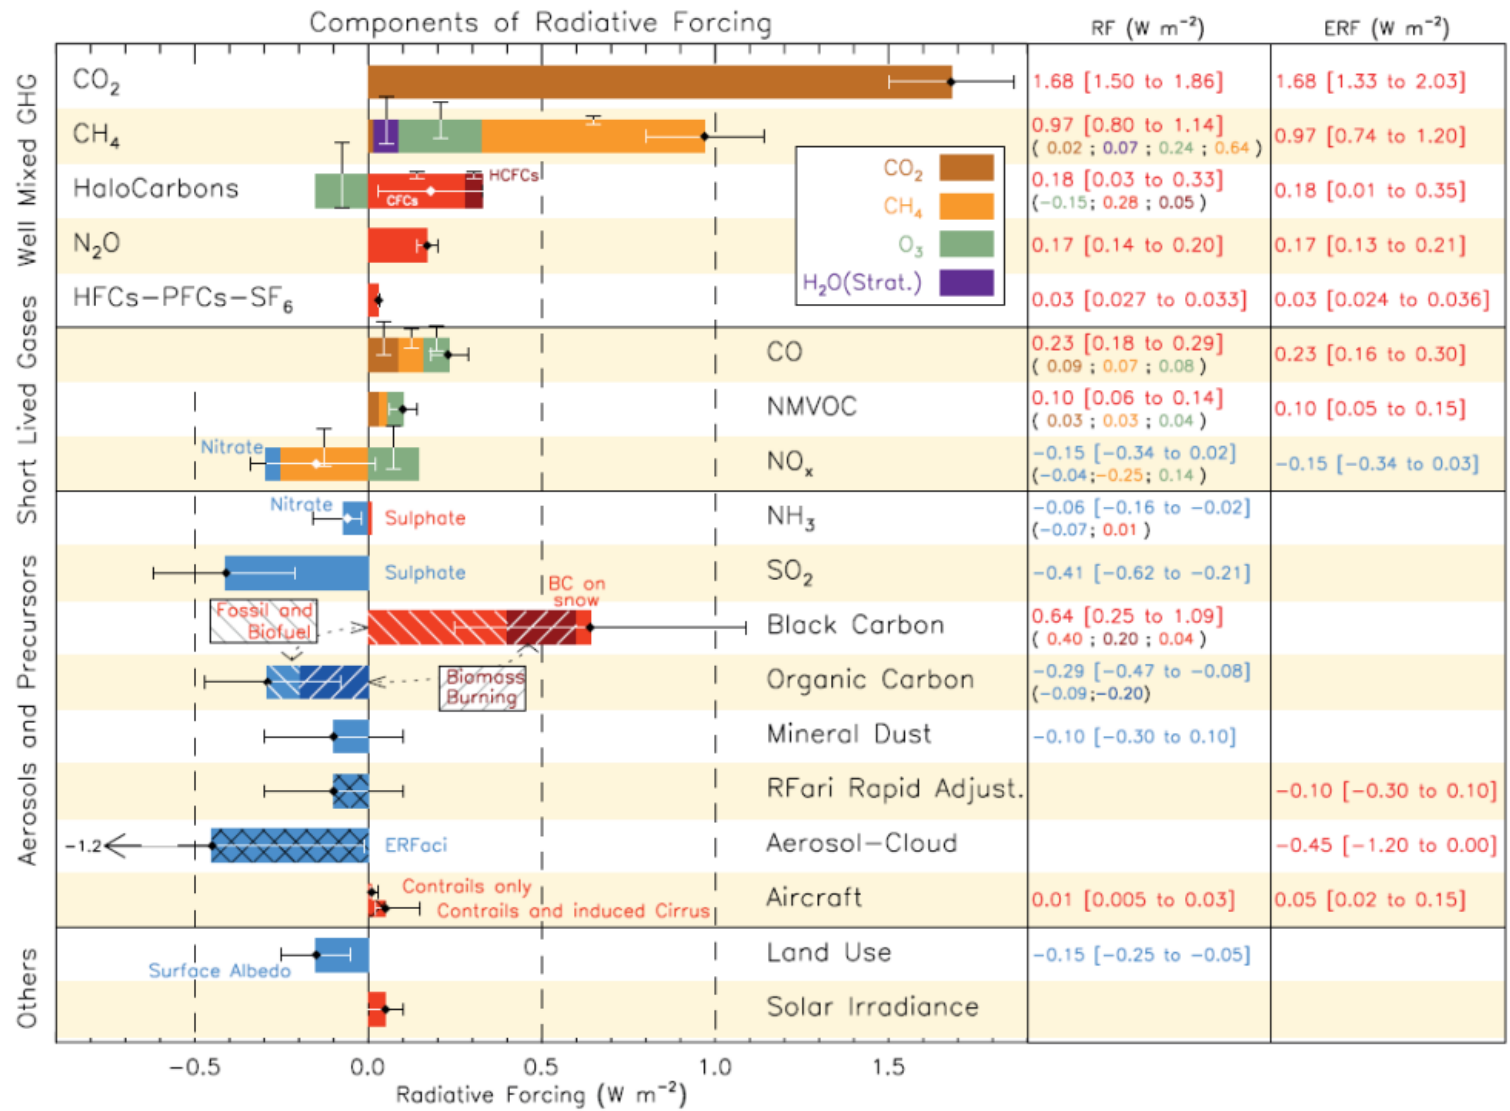 Components of Radiative Forcing
RF (W m⁻²)
ERF (W m⁻²)
Well Mixed GHG
CO₂
1.68 [1.50 to 1.86]
1.68 [1.33 to 2.03]
CH₄
0.97 [0.80 to 1.14]
( 0.02 ; 0.07 ; 0.24 ; 0.64 )
0.97 [0.74 to 1.20]
HaloCarbons
CFCs
HCFCs
0.18 [0.03 to 0.33]
(−0.15; 0.28 ; 0.05 )
0.18 [0.01 to 0.35]
N₂O
0.17 [0.14 to 0.20]
0.17 [0.13 to 0.21]
HFCs−PFCs−SF₆
0.03 [0.027 to 0.033]
0.03 [0.024 to 0.036]
CO₂
CH₄
O₃
H₂O(Strat.)
Short Lived Gases
CO
0.23 [0.18 to 0.29]
( 0.09 ; 0.07 ; 0.08 )
0.23 [0.16 to 0.30]
NMVOC
0.10 [0.06 to 0.14]
( 0.03 ; 0.03 ; 0.04 )
0.10 [0.05 to 0.15]
Nitrate
NOₓ
−0.15 [−0.34 to 0.02]
(−0.04;−0.25; 0.14 )
−0.15 [−0.34 to 0.03]
Aerosols and Precursors
Nitrate
Sulphate
NH₃
−0.06 [−0.16 to −0.02]
(−0.07; 0.01 )
Sulphate
SO₂
−0.41 [−0.62 to −0.21]
Fossil and
Biofuel
BC on
snow
Black Carbon
0.64 [0.25 to 1.09]
( 0.40 ; 0.20 ; 0.04 )
Biomass
Burning
Organic Carbon
−0.29 [−0.47 to −0.08]
(−0.09;−0.20)
Mineral Dust
−0.10 [−0.30 to 0.10]
RFari Rapid Adjust.
−0.10 [−0.30 to 0.10]
−1.2
ERFaci
Aerosol−Cloud
−0.45 [−1.20 to 0.00]
Contrails only
Contrails and induced Cirrus
Aircraft
0.01 [0.005 to 0.03]
0.05 [0.02 to 0.15]
Others
Surface Albedo
Land Use
−0.15 [−0.25 to −0.05]
Solar Irradiance
−0.5
0.0
0.5
1.0
1.5
Radiative Forcing (W m⁻²)